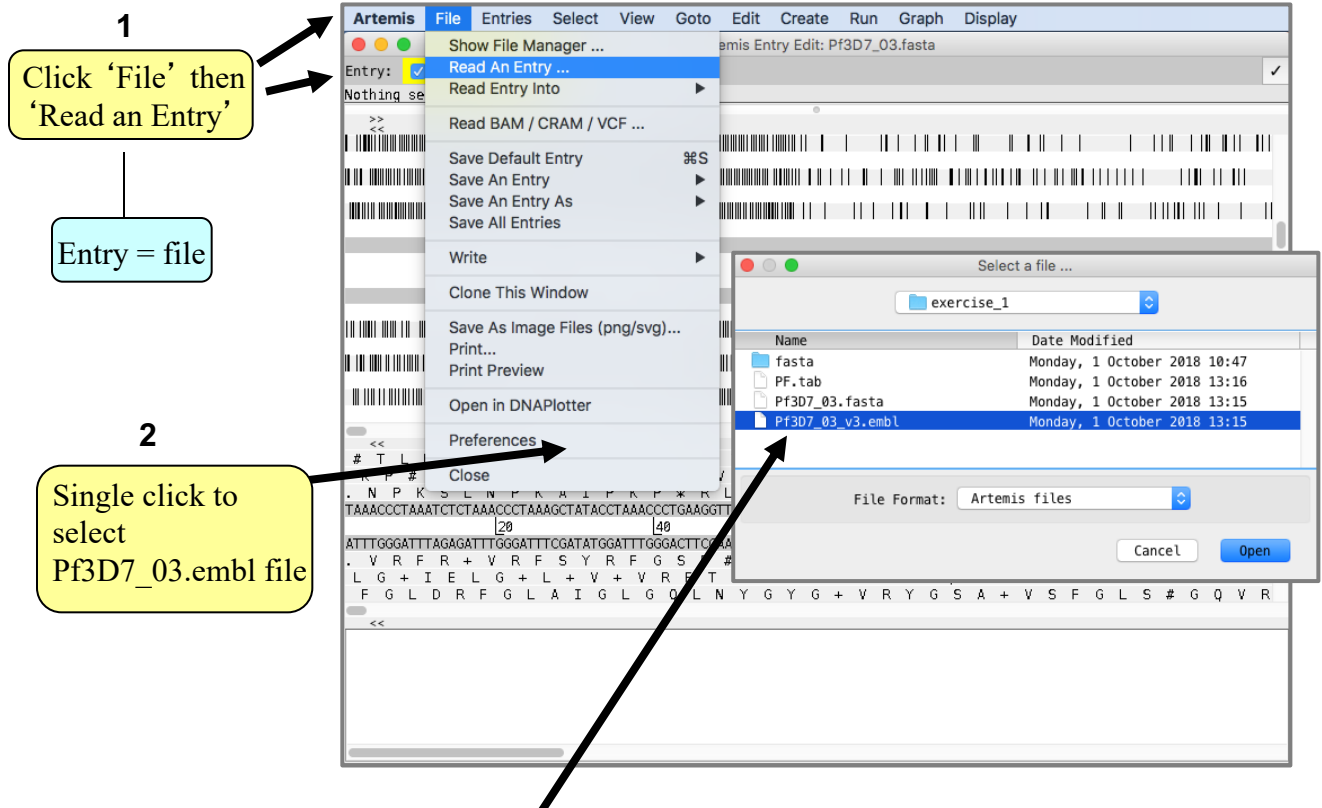 1
Click ‘File’ then
‘Read an Entry’
Entry = file
2
Single click to
select
Pf3D7_03.embl file
Artemis File Entries Select View Goto Edit Create Run Graph Display
emis Entry Edit: Pf3D7_03.fasta
Entry:
Nothing se
Show File Manager ...
Read An Entry ...
Read Entry Into
Read BAM / CRAM / VCF ...
Save Default Entry ⌘S
Save An Entry
Save An Entry As
Save All Entries
Write
Clone This Window
Save As Image Files (png/svg)...
Print...
Print Preview
Open in DNAPlotter
Preferences
Close
>>
<<
<<
# T L
. N P K S L N P K A I P K P * R L
TAAACCCTAAATCTCTAAACCCTAAAGCTATACCTAAACCCTGAAGGTT
20 40
. V R F R + V R F S Y R F G S
L G + I E L G + L + V + V R
F G L D R F G L A I G L G Q L N Y G Y G + V R Y G S A + V S F G L S # G Q V R
<<
Select a file ...
exercise_1
Name Date Modified
fasta Monday, 1 October 2018 10:47
PF.tab Monday, 1 October 2018 13:16
Pf3D7_03.fasta Monday, 1 October 2018 13:15
Pf3D7_03_v3.embl Monday, 1 October 2018 13:15
File Format: Artemis files
Cancel Open